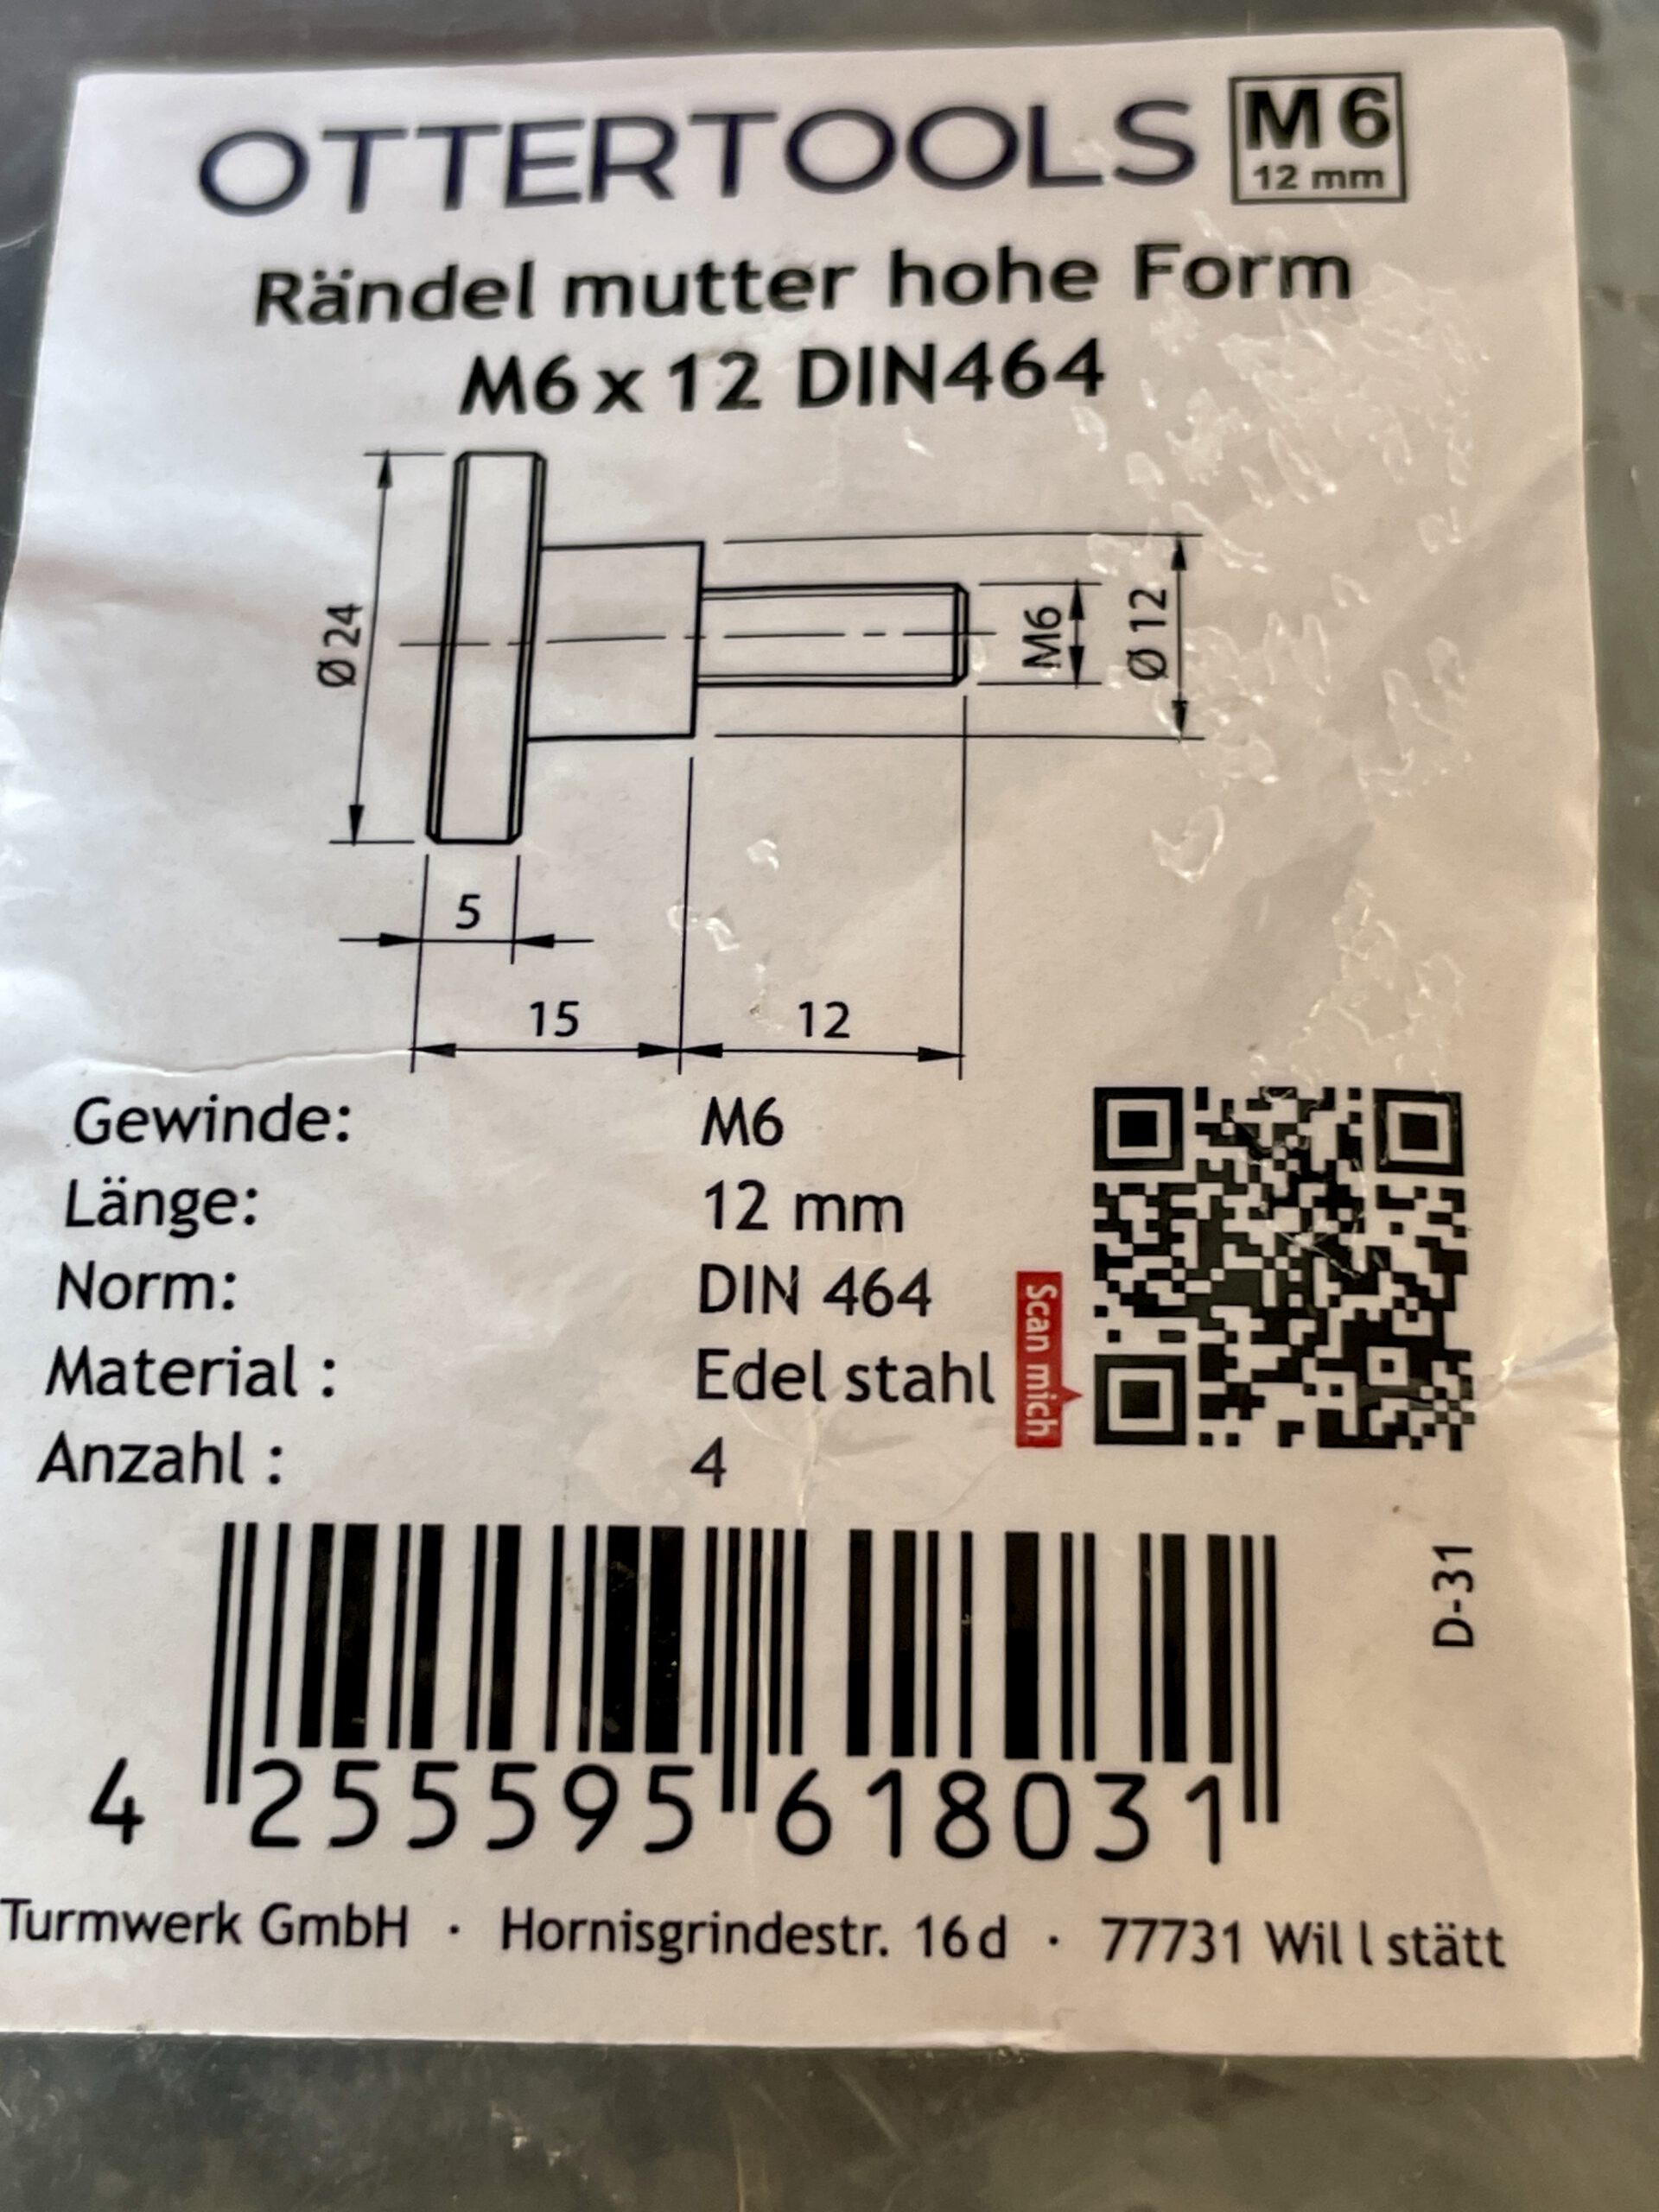 OTTERTOOLS
M 6
12 mm
Rändel mutter hohe Form
M6 x 12 DIN464
Ø 24
M6
Ø 12
5
15
12
Gewinde: M6
Länge: 12 mm
Norm: DIN 464
Material : Edel stahl
Anzahl : 4
Scan mich
D-31
4 255595 618031
Turmwerk GmbH · Hornisgrindestr. 16d · 77731 Wil l stätt